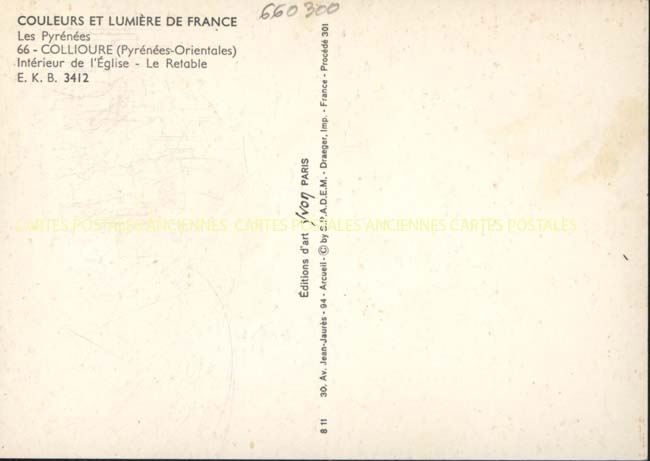 COULEURS ET LUMIÈRE DE FRANCE
Les Pyrénées
66 - COLLIOURE (Pyrénées-Orientales)
Intérieur de l'Église - Le Retable
E. K. B. 3412
660300
Éditions d'art Yvon PARIS
8 11 30, Av. Jean-Jaurès - 94 - Arcueil - © by S.P.A.D.E.M. - Draeger, Imp. - France - Procédé 301
CARTES POSTALES ANCIENNES CARTES POSTALES ANCIENNES CARTES POSTALES